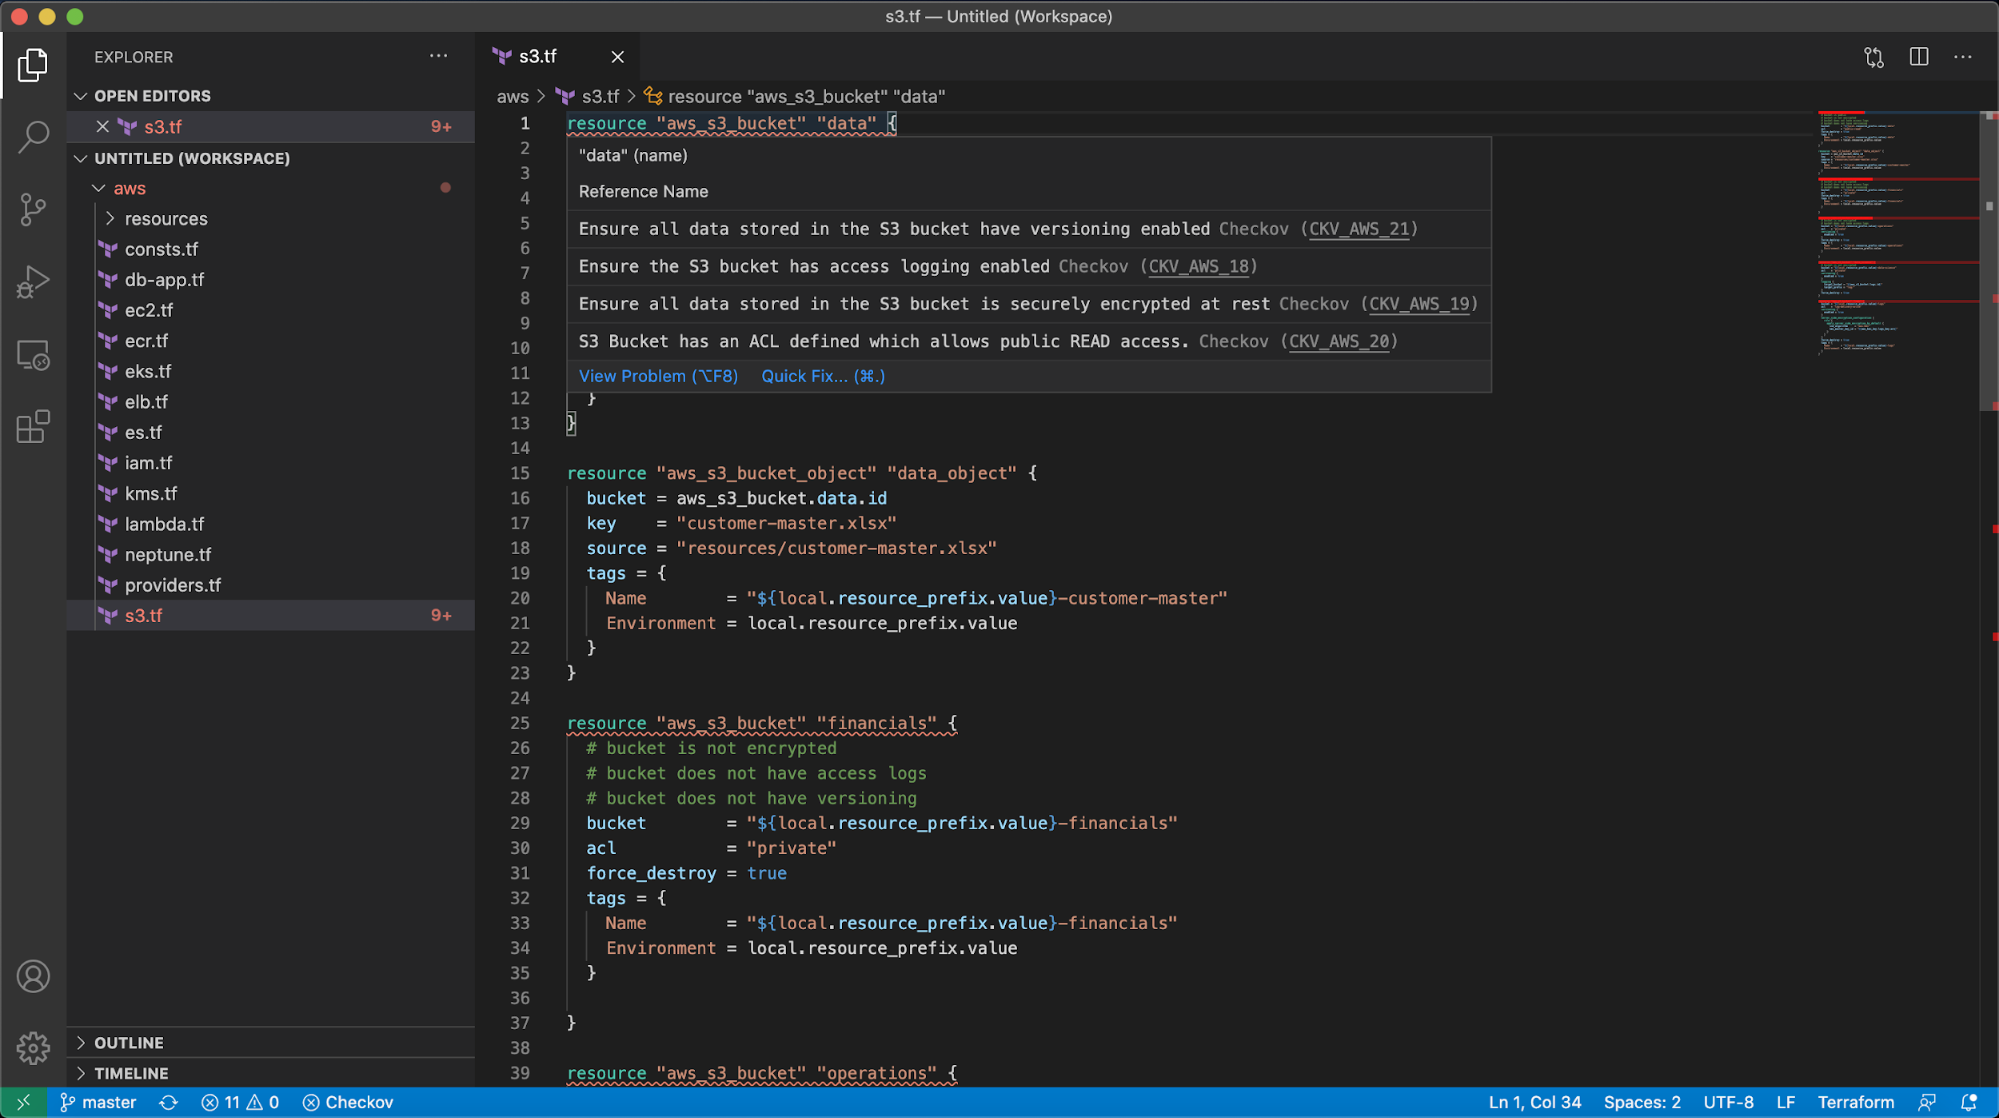 s3.tf — Untitled (Workspace)
EXPLORER
OPEN EDITORS
s3.tf 9+
UNTITLED (WORKSPACE)
aws
resources
consts.tf
db-app.tf
ec2.tf
ecr.tf
eks.tf
elb.tf
es.tf
iam.tf
kms.tf
lambda.tf
neptune.tf
providers.tf
s3.tf 9+
OUTLINE
TIMELINE
s3.tf
aws > s3.tf > resource "aws_s3_bucket" "data"
1 resource "aws_s3_bucket" "data" {
"data" (name)
Reference Name
Ensure all data stored in the S3 bucket have versioning enabled Checkov (CKV_AWS_21)
Ensure the S3 bucket has access logging enabled Checkov (CKV_AWS_18)
Ensure all data stored in the S3 bucket is securely encrypted at rest Checkov (CKV_AWS_19)
S3 Bucket has an ACL defined which allows public READ access. Checkov (CKV_AWS_20)
View Problem (⌥F8) Quick Fix... (⌘.)
2
3
4
5
6
7
8
9
10
11
12 }
13 }
14
15 resource "aws_s3_bucket_object" "data_object" {
16 bucket = aws_s3_bucket.data.id
17 key = "customer-master.xlsx"
18 source = "resources/customer-master.xlsx"
19 tags = {
20 Name = "${local.resource_prefix.value}-customer-master"
21 Environment = local.resource_prefix.value
22 }
23 }
24
25 resource "aws_s3_bucket" "financials" {
26 # bucket is not encrypted
27 # bucket does not have access logs
28 # bucket does not have versioning
29 bucket = "${local.resource_prefix.value}-financials"
30 acl = "private"
31 force_destroy = true
32 tags = {
33 Name = "${local.resource_prefix.value}-financials"
34 Environment = local.resource_prefix.value
35 }
36
37 }
38
39 resource "aws_s3_bucket" "operations" {
master 11 0 Checkov Ln 1, Col 34 Spaces: 2 UTF-8 LF Terraform